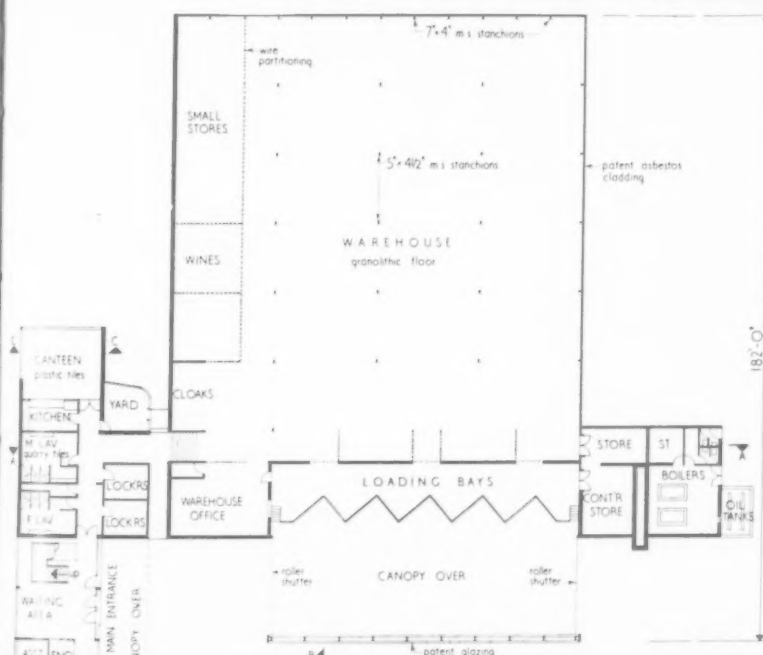 7"×4" m s stanchions
wire
partitioning
SMALL
STORES
5"×4½" m s stanchions
patent asbestos
cladding
WAREHOUSE
granolithic floor
WINES
182'-0"
C
C
CANTEEN
plastic tiles
YARD
CLOAKS
KITCHEN
M LAV
quarry tiles
A
STORE
ST
A
LOCKRS
LOADING BAYS
BOILERS
WAREHOUSE
OFFICE
CONT'R
STORE
OIL
TANKS
F LAV
LOCKRS
roller
shutter
CANOPY OVER
roller
shutter
WAITING
AREA
MAIN ENTRANCE
CANOPY OVER
patent glazing